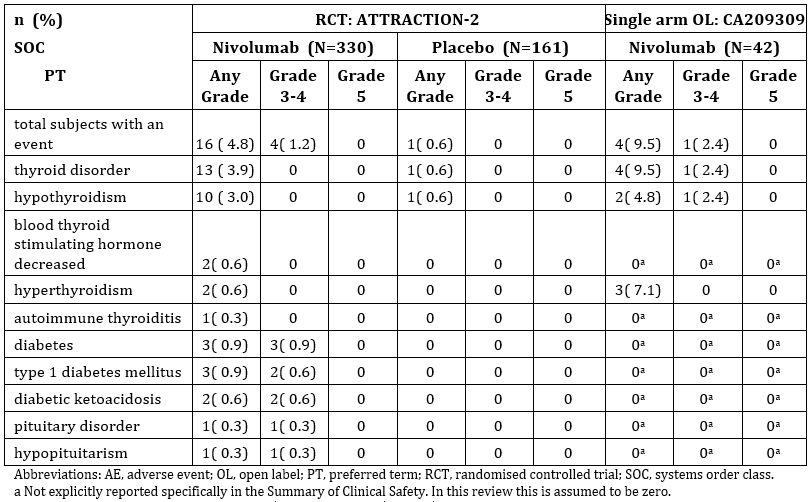 n (%) RCT: ATTRACTION-2 Single arm OL: CA209309
SOC Nivolumab (N=330) Placebo (N=161) Nivolumab (N=42)
PT Any Grade Grade 3-4 Grade 5 Any Grade Grade 3-4 Grade 5 Any Grade Grade 3-4 Grade 5
total subjects with an
event 16 ( 4.8) 4( 1.2) 0 1( 0.6) 0 0 4( 9.5) 1( 2.4) 0
thyroid disorder 13 ( 3.9) 0 0 1( 0.6) 0 0 4( 9.5) 1( 2.4) 0
hypothyroidism 10 ( 3.0) 0 0 1( 0.6) 0 0 2( 4.8) 1( 2.4) 0
blood thyroid
stimulating hormone
decreased 2( 0.6) 0 0 0 0 0 0ª 0ª 0ª
hyperthyroidism 2( 0.6) 0 0 0 0 0 3( 7.1) 0 0
autoimmune thyroiditis 1( 0.3) 0 0 0 0 0 0ª 0ª 0ª
diabetes 3( 0.9) 3( 0.9) 0 0 0 0 0ª 0ª 0ª
type 1 diabetes mellitus 3( 0.9) 2( 0.6) 0 0 0 0 0ª 0ª 0ª
diabetic ketoacidosis 2( 0.6) 2( 0.6) 0 0 0 0 0ª 0ª 0ª
pituitary disorder 1( 0.3) 1( 0.3) 0 0 0 0 0ª 0ª 0ª
hypopituitarism 1( 0.3) 1( 0.3) 0 0 0 0 0ª 0ª 0ª
Abbreviations: AE, adverse event; OL, open label; PT, preferred term; RCT, randomised controlled trial; SOC, systems order class.
a Not explicitly reported specifically in the Summary of Clinical Safety. In this review this is assumed to be zero.